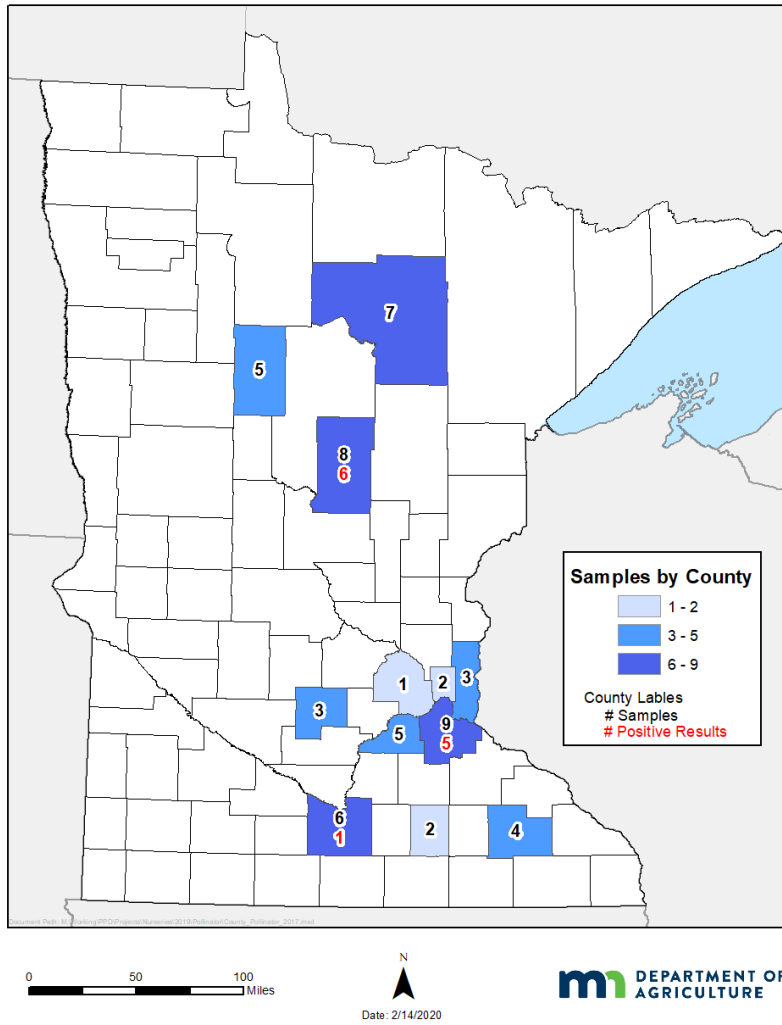 7
5
8
6
3
2
1
3
9
5
5
6
1
2
4
Samples by County
1 - 2
3 - 5
6 - 9
County Lables
# Samples
# Positive Results
0 50 100
Miles
N
Date: 2/14/2020
mn DEPARTMENT OF
AGRICULTURE